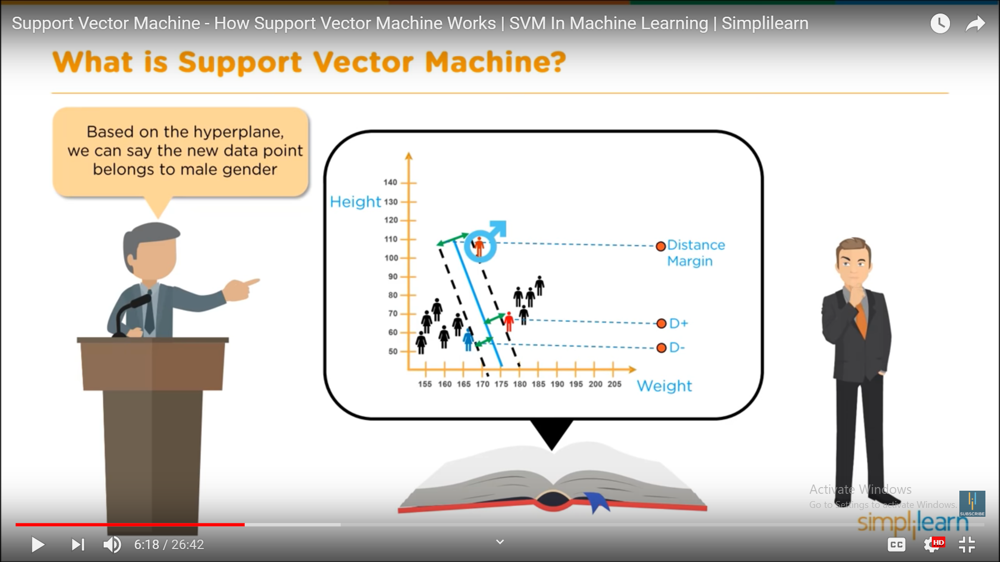 Support Vector Machine - How Support Vector Machine Works | SVM In Machine Learning | Simplilearn
What is Support Vector Machine?
Based on the hyperplane,
we can say the new data point
belongs to male gender
140
Height 130
120
110
100
90
80
70
60
50
155 160 165 170 175 180 185 190 195 200 205
Weight
Distance
Margin
D+
D-
Activate Windows
Go to Settings to activate Windows.
SUBSCRIBE
simplilearn
6:18 / 26:42
CC
HD